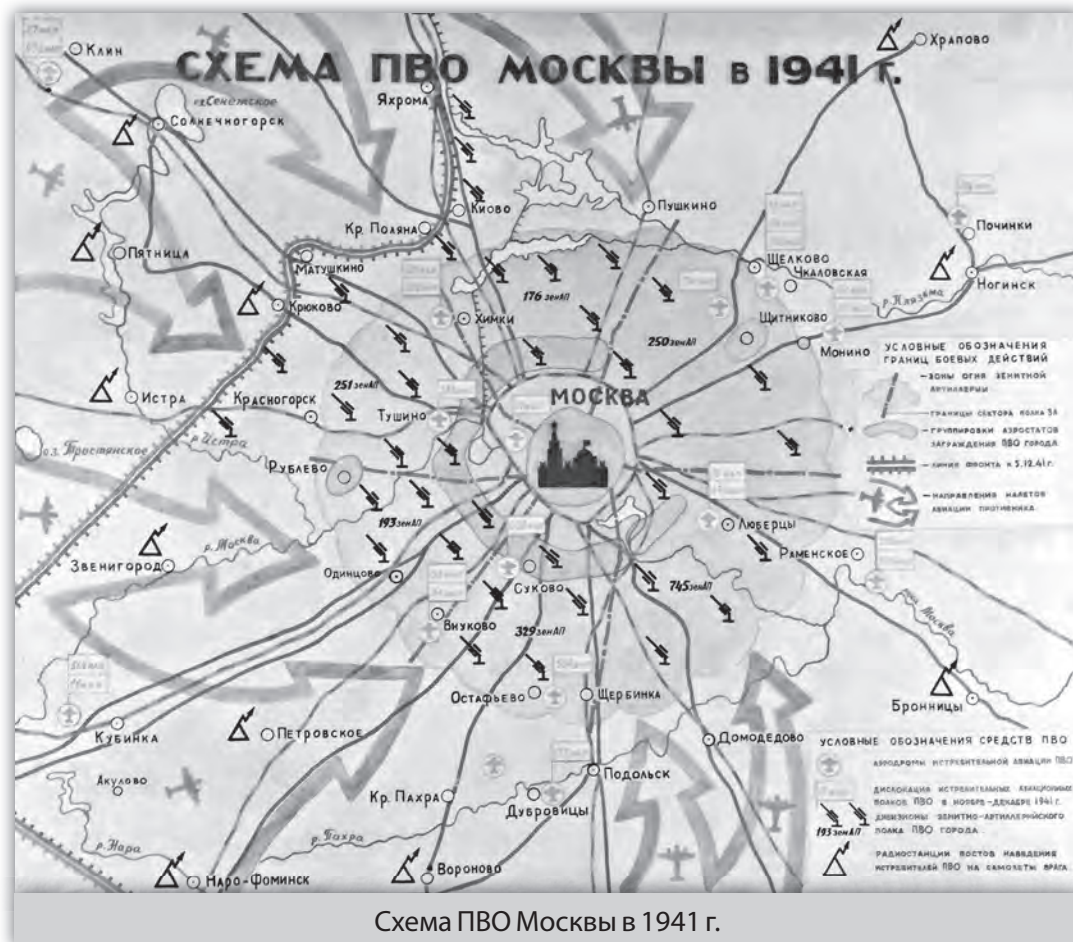 СХЕМА ПВО МОСКВЫ в 1941 г.
Клин
Храпово
Яхрома
оз. Сенежское
Солнечногорск
Киово
Пушкино
Кр. Поляна
Починки
Пятница
Матушкино
Щелково
Чкаловская
Ногинск
р. Клязьма
176 зенАП
Крюково
Химки
250 зенАП
Щитниково
Монино
УСЛОВНЫЕ ОБОЗНАЧЕНИЯ
ГРАНИЦ БОЕВЫХ ДЕЙСТВИЙ
– ЗОНЫ ОГНЯ ЗЕНИТНОЙ
АРТИЛЛЕРИИ
– ГРАНИЦЫ СЕКТОРА ПОЛКА ЗА
– ГРУППИРОВКИ АЭРОСТАТОВ
ЗАГРАЖДЕНИЯ ПВО ГОРОДА
– ЛИНИЯ ФРОНТА К 5.12.41 г.
– НАПРАВЛЕНИЯ НАЛЕТОВ
АВИАЦИИ ПРОТИВНИКА
251 зенАП
Истра
Красногорск
Тушино
МОСКВА
р. Истра
оз. Тростянское
Рублево
193 зенАП
Люберцы
р. Москва
Звенигород
Раменское
Одинцово
Суково
745 зенАП
Внуково
329 зенАП
река Москва
Остафьево
Щербинка
Бронницы
Кубинка
Петровское
Домодедово
Акулово
Подольск
Кр. Пахра
Дубровицы
р. Нара
р. Пахра
Наро-Фоминск
Вороново
УСЛОВНЫЕ ОБОЗНАЧЕНИЯ СРЕДСТВ ПВО
АЭРОДРОМЫ ИСТРЕБИТЕЛЬНОЙ АВИАЦИИ ПВО
ДИСЛОКАЦИЯ ИСТРЕБИТЕЛЬНЫХ АВИАЦИОННЫХ
ПОЛКОВ ПВО В НОЯБРЕ-ДЕКАБРЕ 1941 г.
ДИВИЗИОНЫ ЗЕНИТНО-АРТИЛЛЕРИЙСКОГО
193 зенАП ПОЛКА ПВО ГОРОДА
РАДИОСТАНЦИИ ПОСТОВ НАВЕДЕНИЯ
ИСТРЕБИТЕЛЕЙ ПВО НА САМОЛЕТЫ ВРАГА
Схема ПВО Москвы в 1941 г.